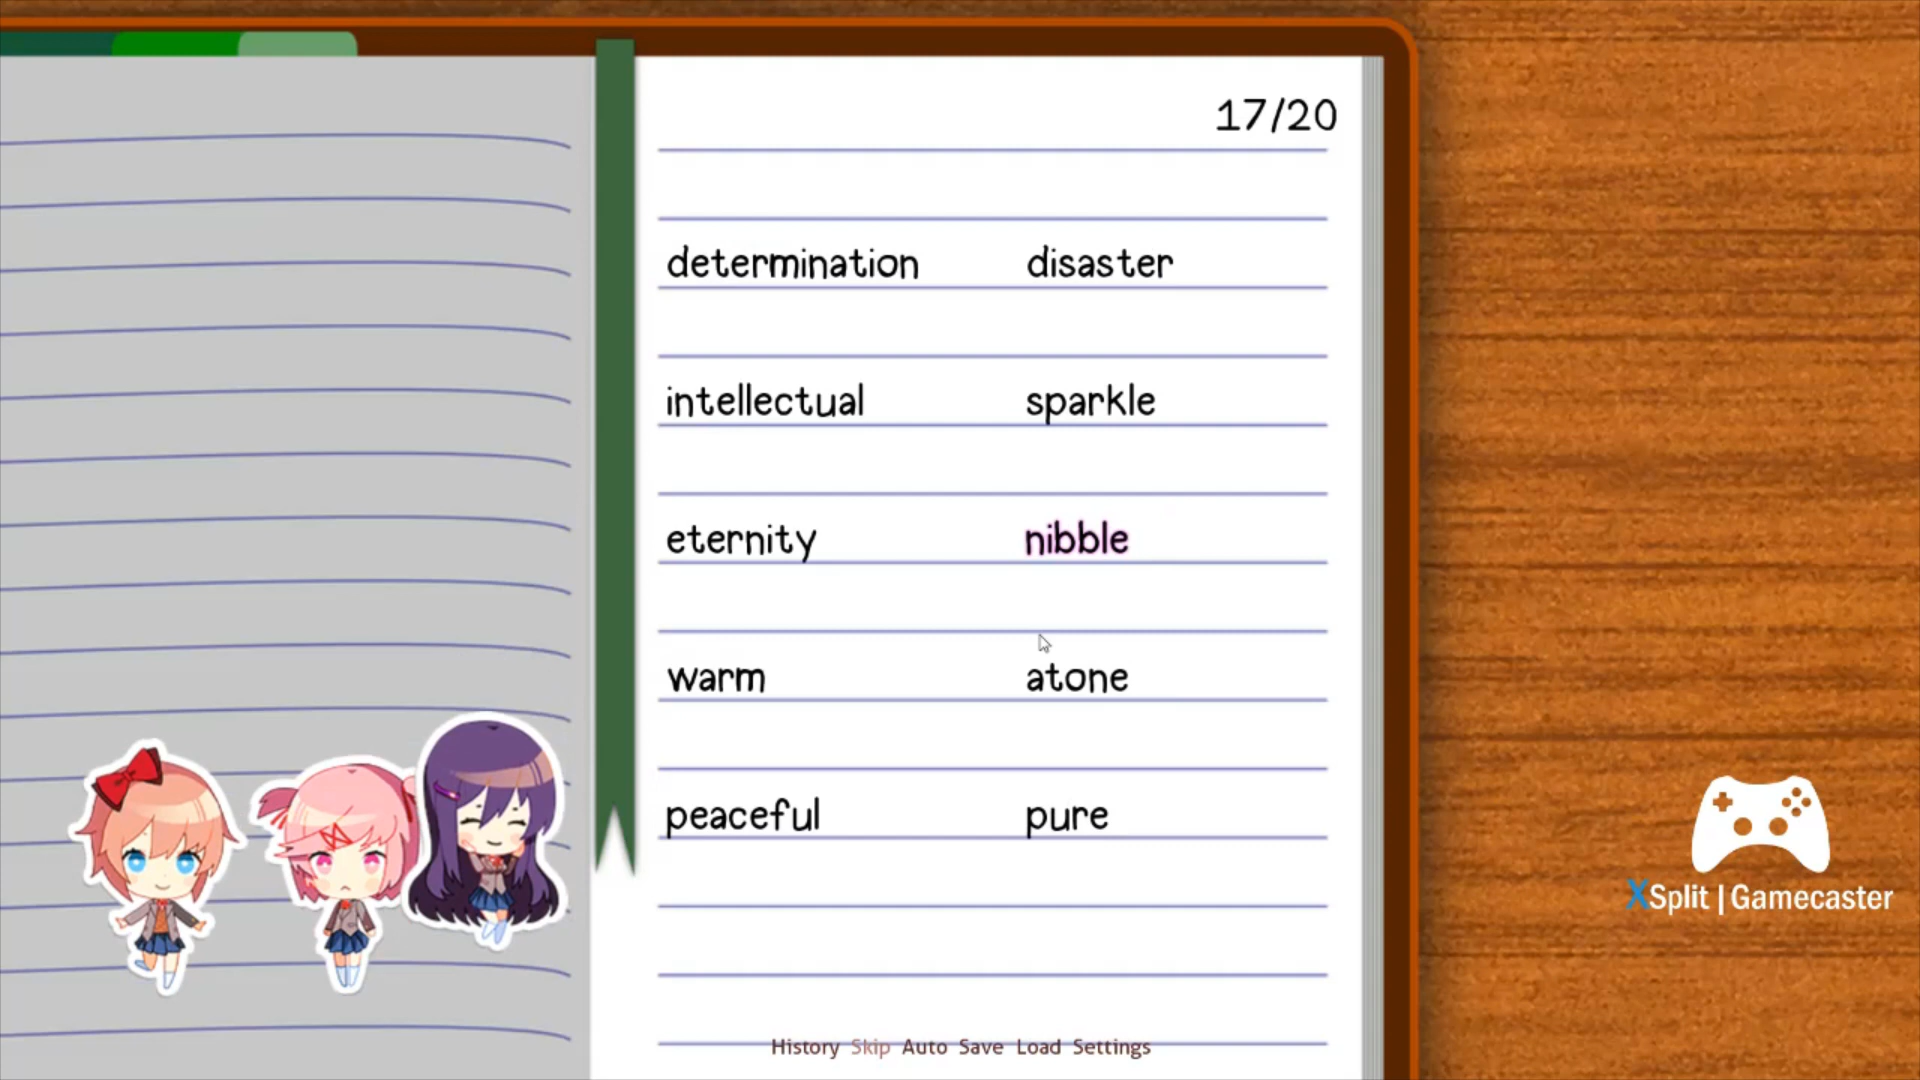 17/20
determination disaster
intellectual sparkle
eternity nibble
warm atone
peaceful pure
XSplit | Gamecaster
History Skip Auto Save Load Settings